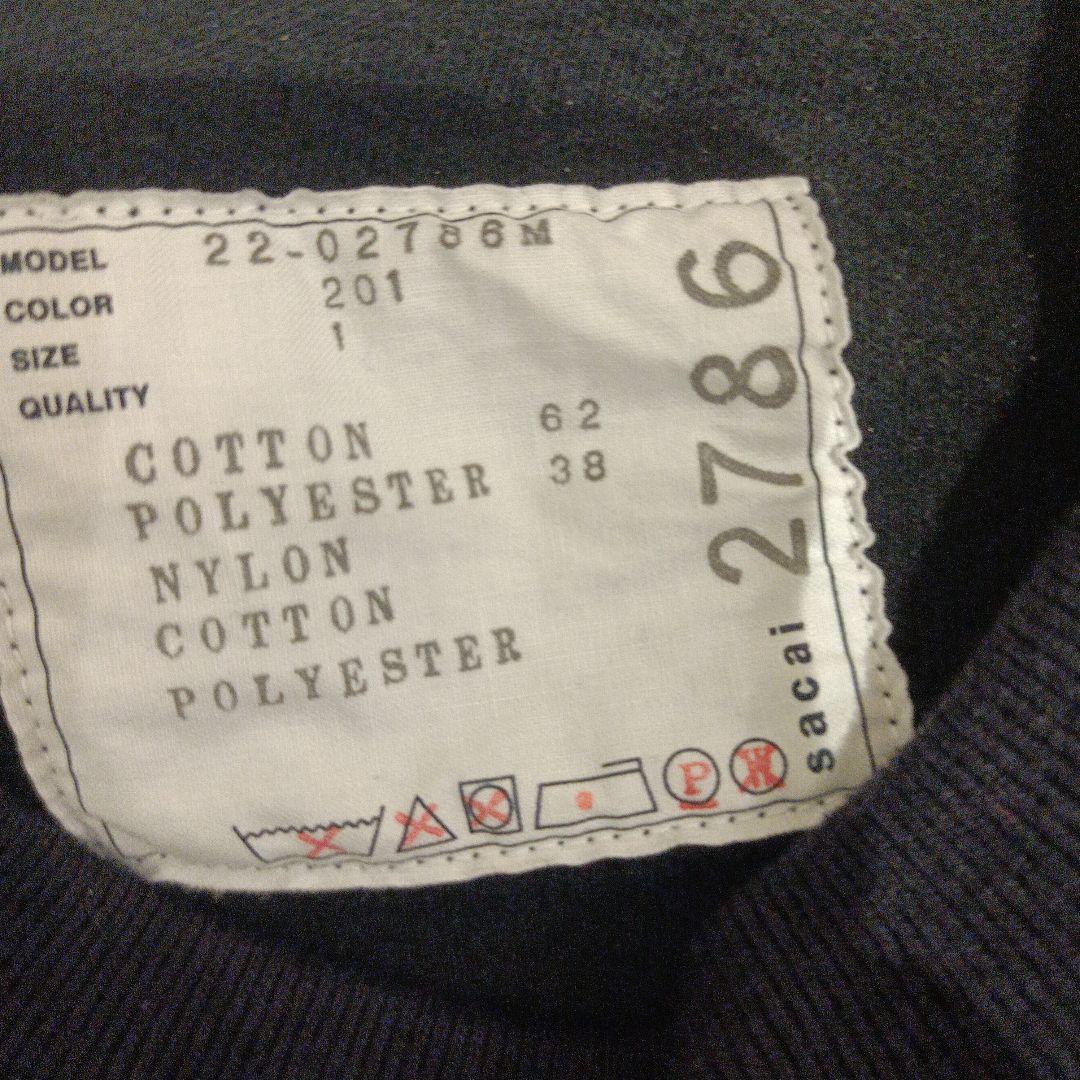 MODEL 22-02786M
COLOR 201
SIZE 1
QUALITY
COTTON 62
POLYESTER 38
NYLON
COTTON
POLYESTER
P
W
sacai 2786